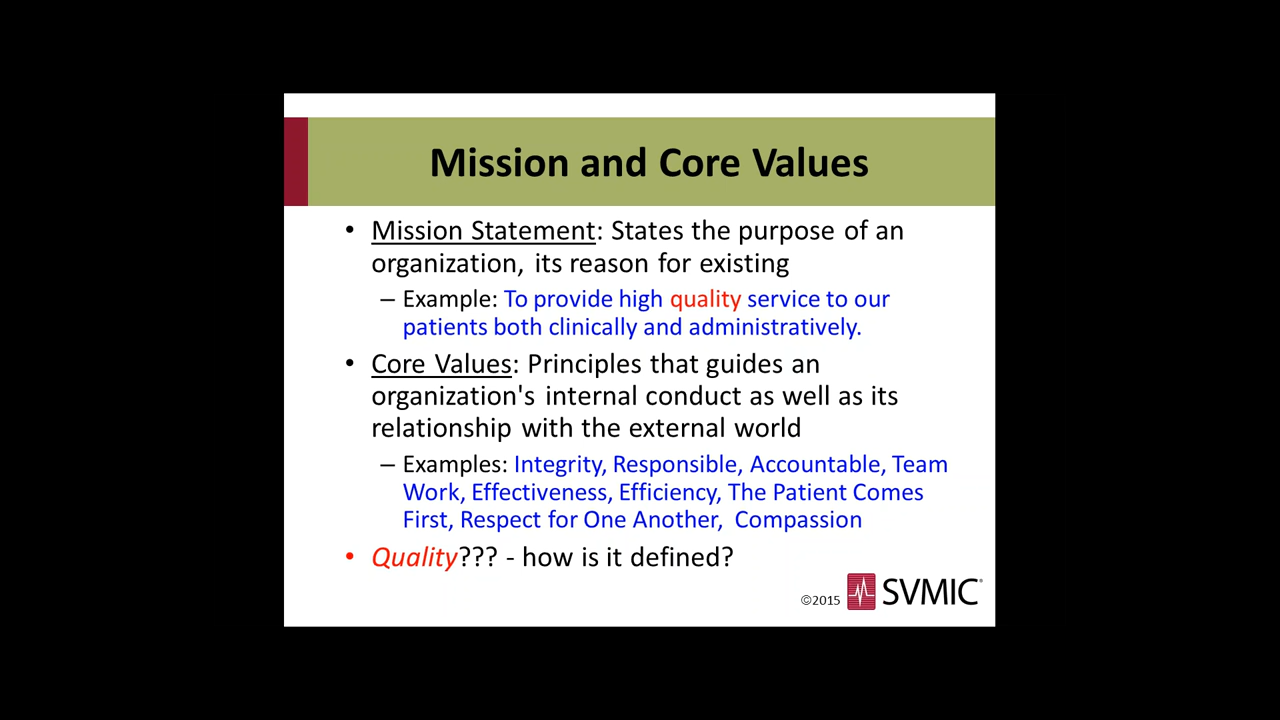 Mission and Core Values
• Mission Statement: States the purpose of an
organization, its reason for existing
– Example: To provide high quality service to our
patients both clinically and administratively.
• Core Values: Principles that guides an
organization's internal conduct as well as its
relationship with the external world
– Examples: Integrity, Responsible, Accountable, Team
Work, Effectiveness, Efficiency, The Patient Comes
First, Respect for One Another, Compassion
• Quality??? - how is it defined?
©2015 SVMIC®